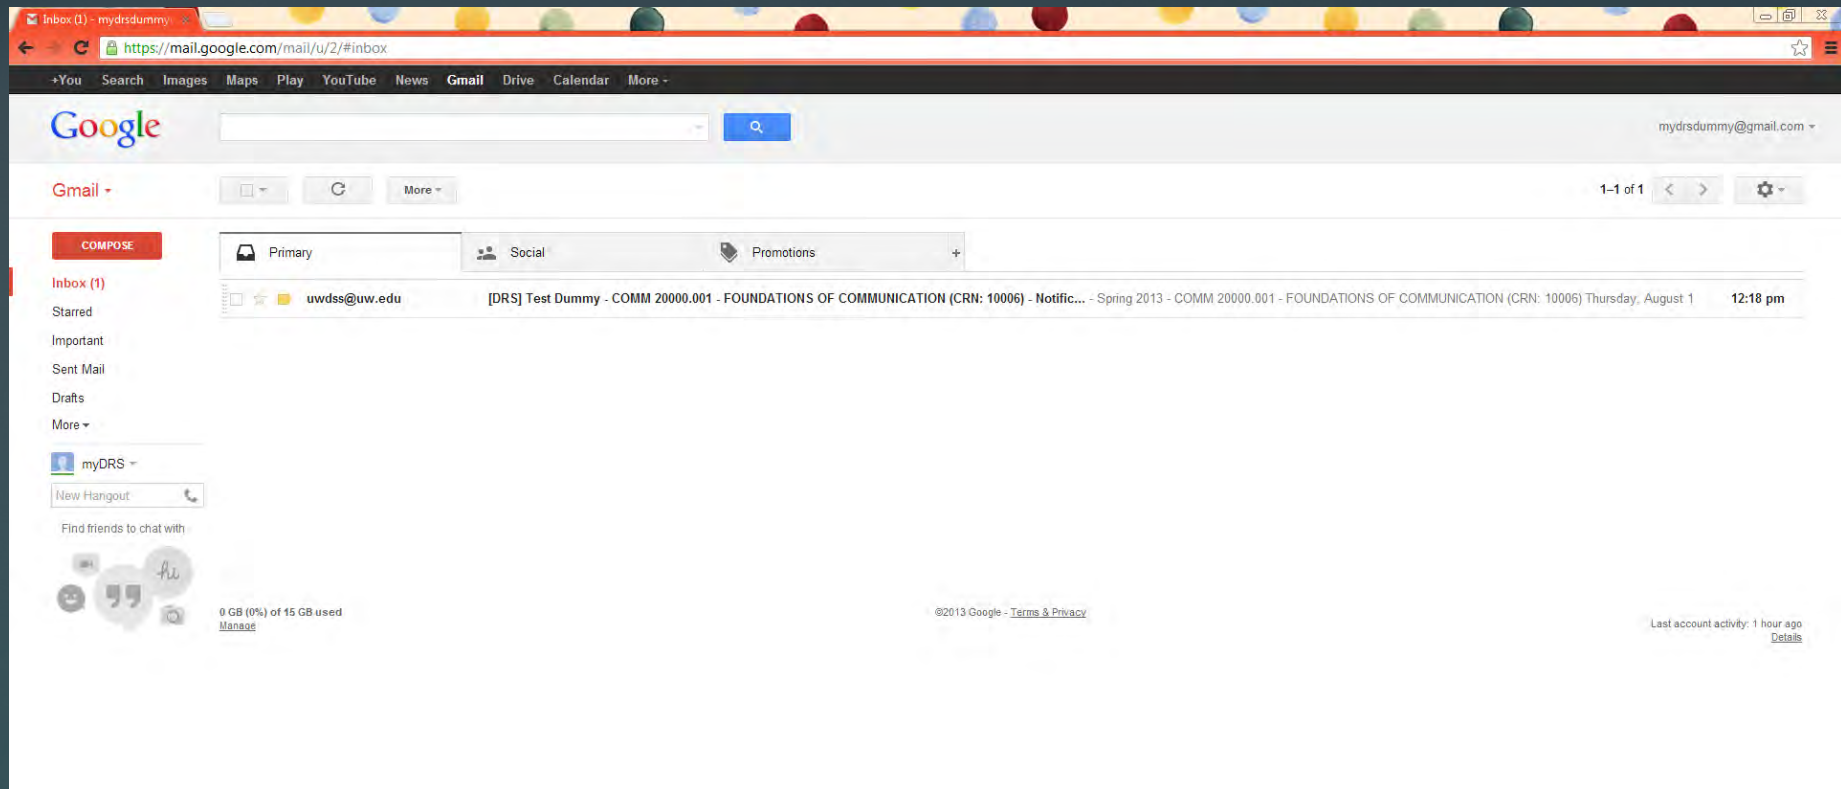 Inbox (1) - mydrsdummy
https://mail.google.com/mail/u/2/#inbox
+You Search Images Maps Play YouTube News Gmail Drive Calendar More
Google
mydrsdummy@gmail.com
Gmail
More
1–1 of 1
COMPOSE
Primary
Social
Promotions
+
Inbox (1)
uwdss@uw.edu [DRS] Test Dummy - COMM 20000.001 - FOUNDATIONS OF COMMUNICATION (CRN: 10006) - Notific... - Spring 2013 - COMM 20000.001 - FOUNDATIONS OF COMMUNICATION (CRN: 10006) Thursday, August 1 12:18 pm
Starred
Important
Sent Mail
Drafts
More
myDRS
New Hangout
Find friends to chat with
hi
0 GB (0%) of 15 GB used
Manage
©2013 Google - Terms & Privacy
Last account activity: 1 hour ago
Details